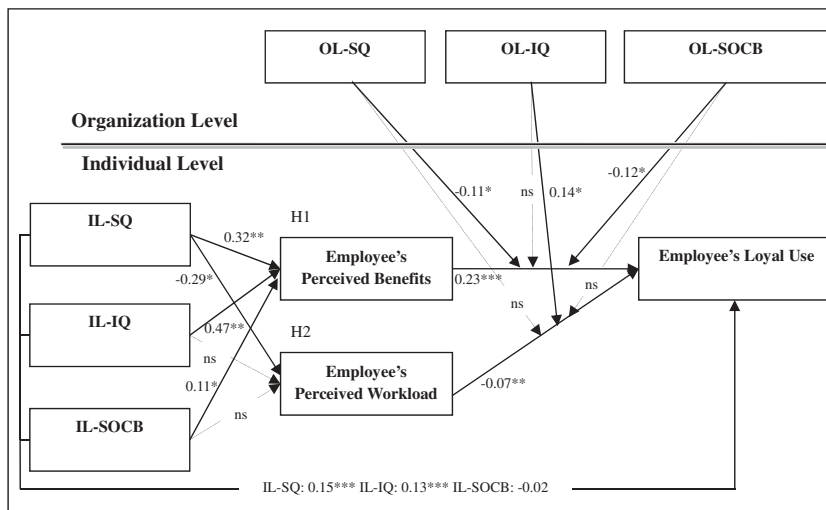 OL-SQ
OL-IQ
OL-SOCB
Organization Level
Individual Level
-0.11*
ns
0.14*
-0.12*
IL-SQ
H1
0.32**
Employee's
Perceived Benefits
Employee's Loyal Use
-0.29*
0.23***
ns
ns
IL-IQ
0.47**
H2
ns
Employee's
Perceived Workload
0.11*
-0.07**
IL-SOCB
ns
IL-SQ: 0.15*** IL-IQ: 0.13*** IL-SOCB: -0.02